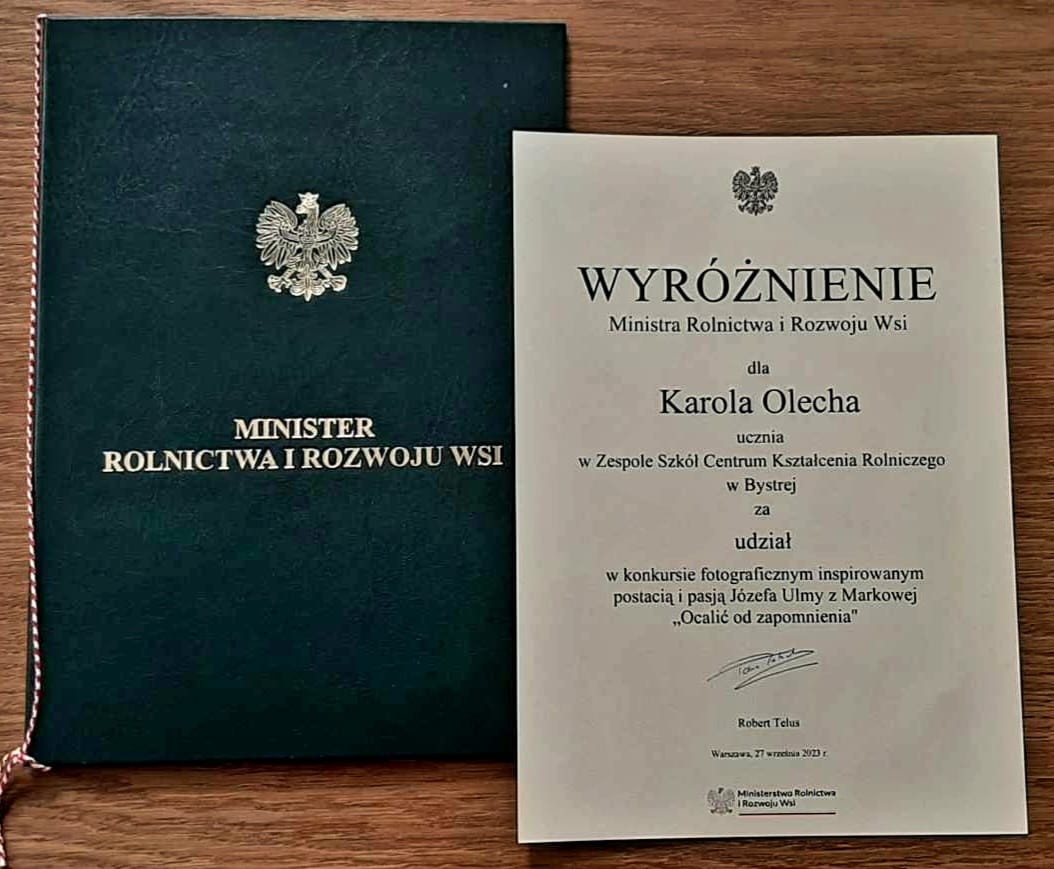 MINISTER
ROLNICTWA I ROZWOJU WSI
WYRÓŻNIENIE
Ministra Rolnictwa i Rozwoju Wsi
dla
Karola Olecha
ucznia
w Zespole Szkół Centrum Kształcenia Rolniczego
w Bystrej
za
udział
w konkursie fotograficznym inspirowanym
postacią i pasją Józefa Ulmy z Markowej
„Ocalić od zapomnienia"
Robert Telus
Warszawa, 27 września 2023 r.
Ministerstwo Rolnictwa
i Rozwoju Wsi